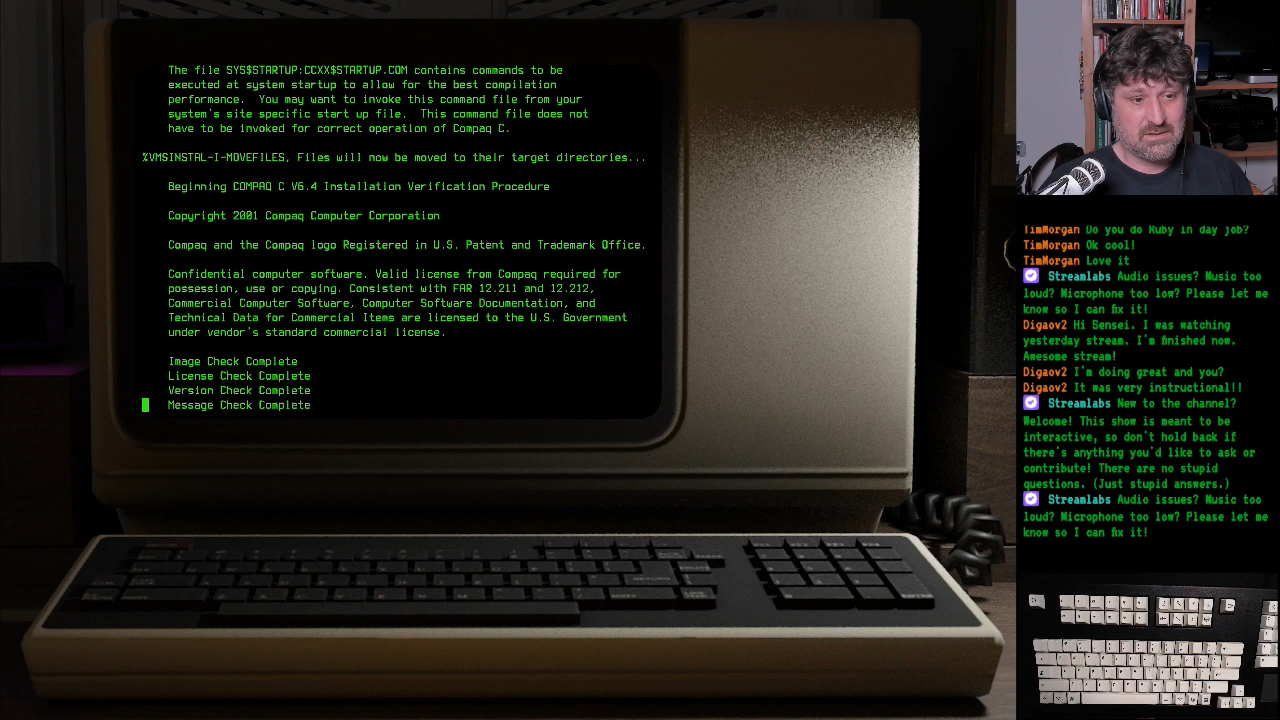 The file SYS$STARTUP:CCXX$STARTUP.COM contains commands to be
executed at system startup to allow for the best compilation
performance.  You may want to invoke this command file from your
system's site specific start up file.  This command file does not
have to be invoked for correct operation of Compaq C.
%VMSINSTAL-I-MOVEFILES, Files will now be moved to their target directories...
Beginning COMPAQ C V6.4 Installation Verification Procedure
Copyright 2001 Compaq Computer Corporation
Compaq and the Compaq logo Registered in U.S. Patent and Trademark Office.
Confidential computer software. Valid license from Compaq required for
possession, use or copying. Consistent with FAR 12.211 and 12.212,
Commercial Computer Software, Computer Software Documentation, and
Technical Data for Commercial Items are licensed to the U.S. Government
under vendor's standard commercial license.
Image Check Complete
License Check Complete
Version Check Complete
Message Check Complete
TimMorgan Do you do Ruby in day job?
TimMorgan Ok cool!
TimMorgan Love it
Streamlabs Audio issues? Music too
loud? Microphone too low? Please let me
know so I can fix it!
Digaov2 Hi Sensei. I was watching
yesterday stream. I'm finished now.
Awesome stream!
Digaov2 I'm doing great and you?
Digaov2 It was very instructional!!
Streamlabs New to the channel?
Welcome! This show is meant to be
interactive, so don't hold back if
there's anything you'd like to ask or
contribute! There are no stupid
questions. (Just stupid answers.)
Streamlabs Audio issues? Music too
loud? Microphone too low? Please let me
know so I can fix it!